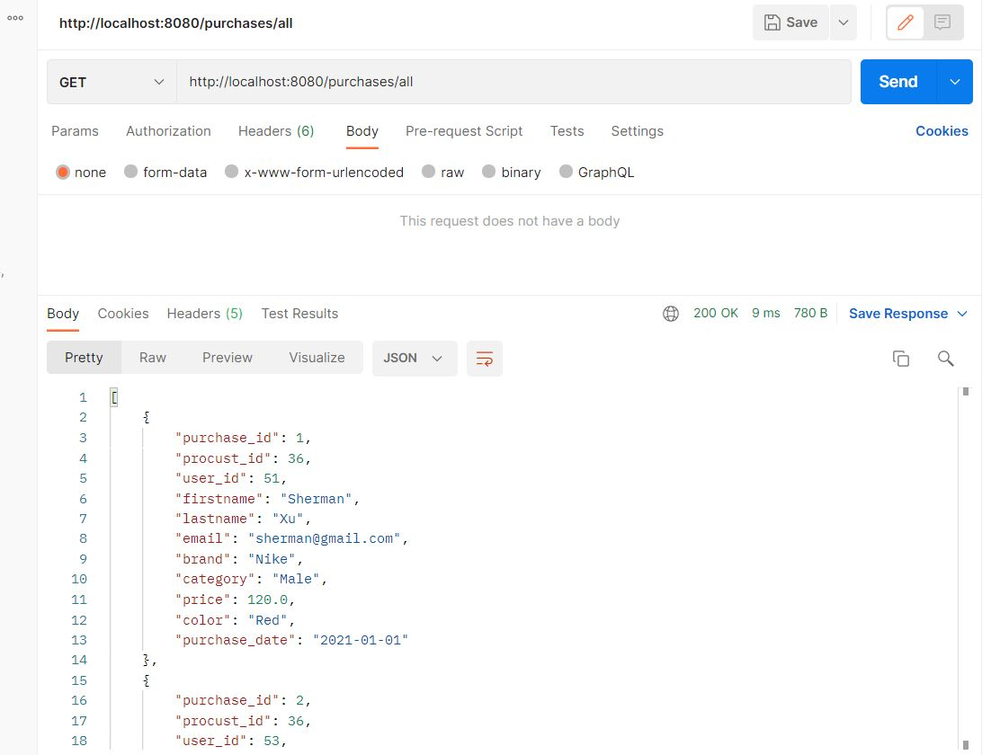 http://localhost:8080/purchases/all
Save
GET http://localhost:8080/purchases/all Send
Params Authorization Headers (6) Body Pre-request Script Tests Settings Cookies
none form-data x-www-form-urlencoded raw binary GraphQL
This request does not have a body
Body Cookies Headers (5) Test Results 200 OK 9 ms 780 B Save Response
Pretty Raw Preview Visualize JSON
1 [
2 {
3 "purchase_id": 1,
4 "procust_id": 36,
5 "user_id": 51,
6 "firstname": "Sherman",
7 "lastname": "Xu",
8 "email": "sherman@gmail.com",
9 "brand": "Nike",
10 "category": "Male",
11 "price": 120.0,
12 "color": "Red",
13 "purchase_date": "2021-01-01"
14 },
15 {
16 "purchase_id": 2,
17 "procust_id": 36,
18 "user_id": 53,